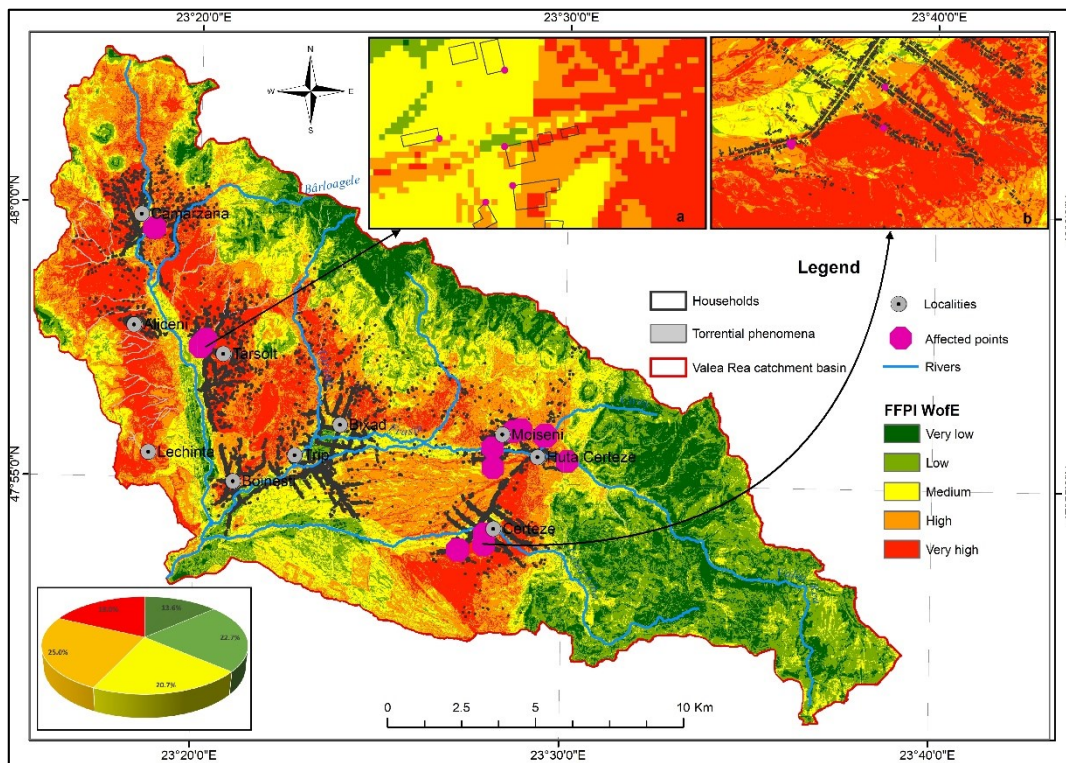 23°20'0"E
23°30'0"E
23°40'0"E
N
W
E
S
a
b
48°0'0"N
Bârloagele
Camarzana
Legend
Households
Localities
Torrential phenomena
Affected points
Valea Rea catchment basin
Rivers
Aliceni
Tarsolt
FFPI WofE
Very low
Low
Medium
High
Very high
Bixad
Moiseni
Lechinta
Trip
Huta Certeze
47°55'0"N
Boinesti
Certeze
13.6%
22.7%
25.0%
20.7%
0
2.5
5
10 Km
23°20'0"E
23°30'0"E
23°40'0"E